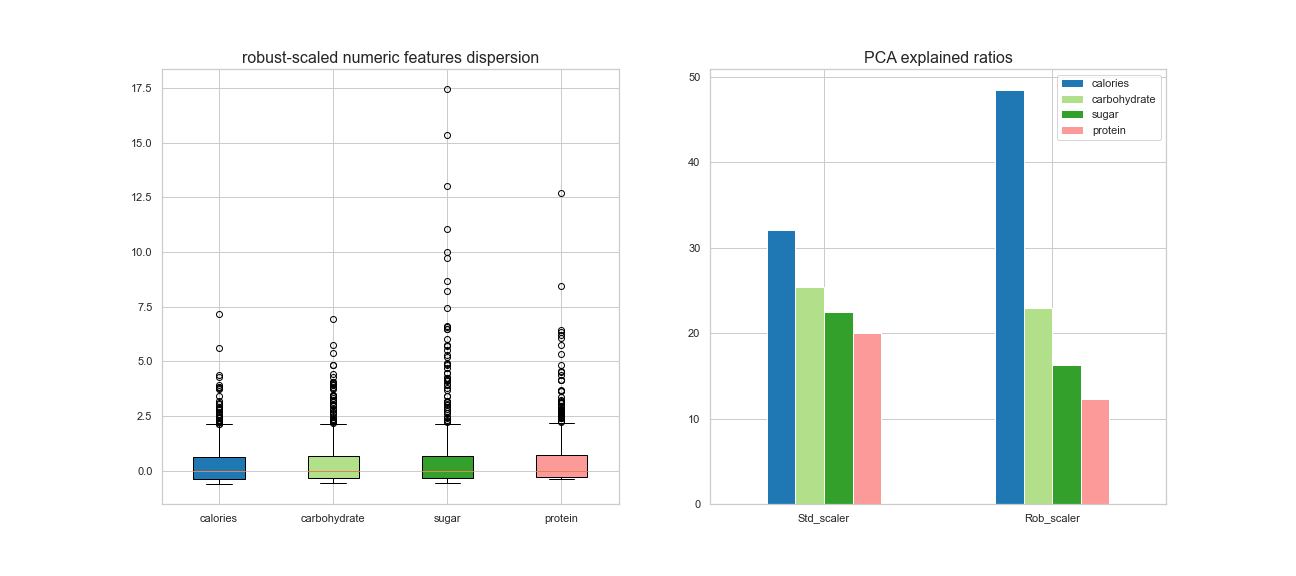 robust-scaled numeric features dispersion
17.5
15.0
12.5
10.0
7.5
5.0
2.5
0.0
calories carbohydrate sugar protein
PCA explained ratios
50
40
30
20
10
0
calories
carbohydrate
sugar
protein
Std_scaler Rob_scaler